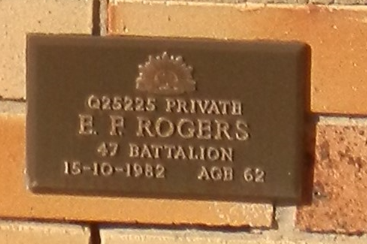 Q25225 PRIVATE
E. F. ROGERS
47 BATTALION
15-10-1982 AGE 62